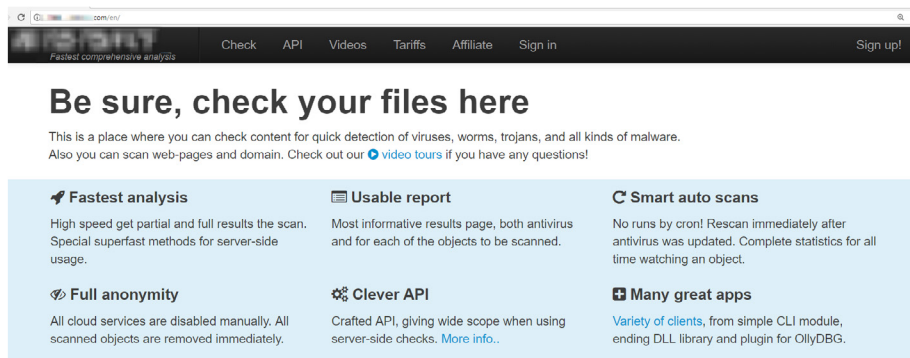 .com/en/
Check API Videos Tariffs Affiliate Sign in Sign up!
Fastest comprehensive analysis
Be sure, check your files here
This is a place where you can check content for quick detection of viruses, worms, trojans, and all kinds of malware.
Also you can scan web-pages and domain. Check out our video tours if you have any questions!
Fastest analysis
High speed get partial and full results the scan.
Special superfast methods for server-side
usage.
Usable report
Most informative results page, both antivirus
and for each of the objects to be scanned.
Smart auto scans
No runs by cron! Rescan immediately after
antivirus was updated. Complete statistics for all
time watching an object.
Full anonymity
All cloud services are disabled manually. All
scanned objects are removed immediately.
Clever API
Crafted API, giving wide scope when using
server-side checks. More info..
Many great apps
Variety of clients, from simple CLI module,
ending DLL library and plugin for OllyDBG.